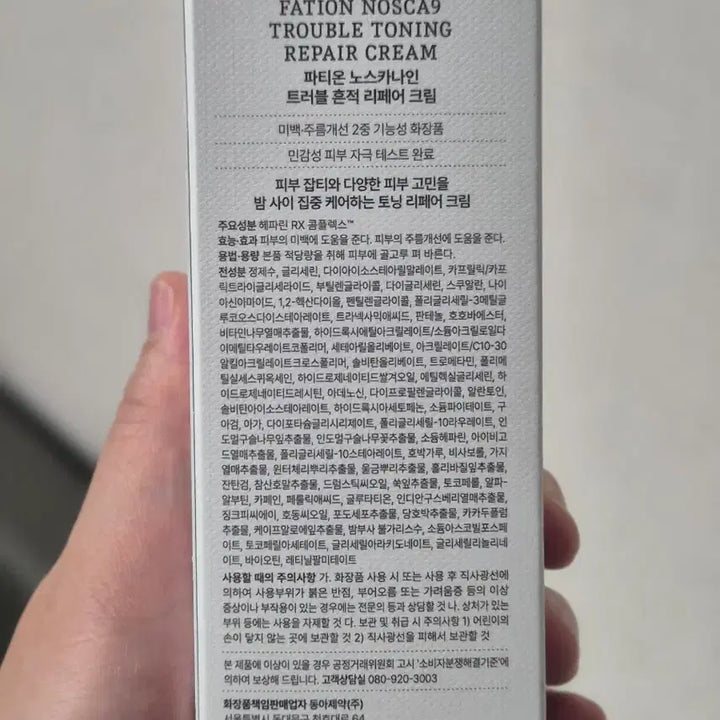 FATION NOSCA9
TROUBLE TONING
REPAIR CREAM
파티온 노스카나인
트러블 흔적 리페어 크림
미백·주름개선 2중 기능성 화장품
민감성 피부 자극 테스트 완료
피부 잡티와 다양한 피부 고민을
밤 사이 집중 케어하는 토닝 리페어 크림
주요성분 헤파린 RX 콤플렉스™
효능·효과 피부의 미백에 도움을 준다. 피부의 주름개선에 도움을 준다.
용법·용량 본품 적당량을 취해 피부에 골고루 펴 바른다.
전성분 정제수, 글리세린, 다이아이소스테아릴말레이트, 카프릴릭/카프
릭트라이글리세라이드, 부틸렌글라이콜, 다이글리세린, 스쿠알란, 나이
아신아마이드, 1,2-헥산다이올, 펜틸렌글라이콜, 폴리글리세릴-3메틸글
루코오스다이스테아레이트, 트라넥사믹애씨드, 판테놀, 호호바에스터,
비타민나무열매추출물, 하이드록시에틸아크릴레이트/소듐아크릴로일다
이메틸타우레이트코폴리머, 세테아릴올리베이트, 아크릴레이트/C10-30
알킬아크릴레이트크로스폴리머, 솔비탄올리베이트, 트로메타민, 폴리메
틸실세스퀴옥세인, 하이드로제네이티드쌀겨오일, 에틸헥실글리세린, 하
이드로제네이티드레시틴, 아데노신, 다이프로필렌글라이콜, 알란토인,
솔비탄아이소스테아레이트, 하이드록시아세토페논, 소듐파이테이트, 구
아검, 아가, 다이포타슘글리시리제이트, 폴리글리세릴-10라우레이트, 인
도멀구슬나무잎추출물, 인도멀구슬나무꽃추출물, 소듐헤파린, 아이비고
드열매추출물, 폴리글리세릴-10스테아레이트, 호박가루, 비사보롤, 가지
열매추출물, 윈터체리뿌리추출물, 울금뿌리추출물, 홀리바질잎추출물,
잔탄검, 참산호말추출물, 드럼스틱씨오일, 쑥잎추출물, 토코페롤, 알파-
알부틴, 카페인, 페룰릭애씨드, 글루타티온, 인디안구스베리열매추출물,
징크피씨에이, 호동씨오일, 포도세포추출물, 당호박추출물, 카카두플럼
추출물, 케이프알로에잎추출물, 밤부사 불가리스수, 소듐아스코빌포스페
이트, 토코페릴아세테이트, 글리세릴아라키도네이트, 글리세릴리놀리네
이트, 바이오틴, 레티닐팔미테이트
사용할 때의 주의사항 가. 화장품 사용 시 또는 사용 후 직사광선에
의하여 사용부위가 붉은 반점, 부어오름 또는 가려움증 등의 이상
증상이나 부작용이 있는 경우에는 전문의 등과 상담할 것 나. 상처가 있는
부위 등에는 사용을 자제할 것 다. 보관 및 취급 시 주의사항 1) 어린이의
손이 닿지 않는 곳에 보관할 것 2) 직사광선을 피해서 보관할 것
본 제품에 이상이 있을 경우 공정거래위원회 고시 '소비자분쟁해결기준'에
의하여 보상해 드립니다. 고객상담실 080-920-3003
화장품책임판매업자 동아제약(주)
서울특별시 동대문구 천호대로 64